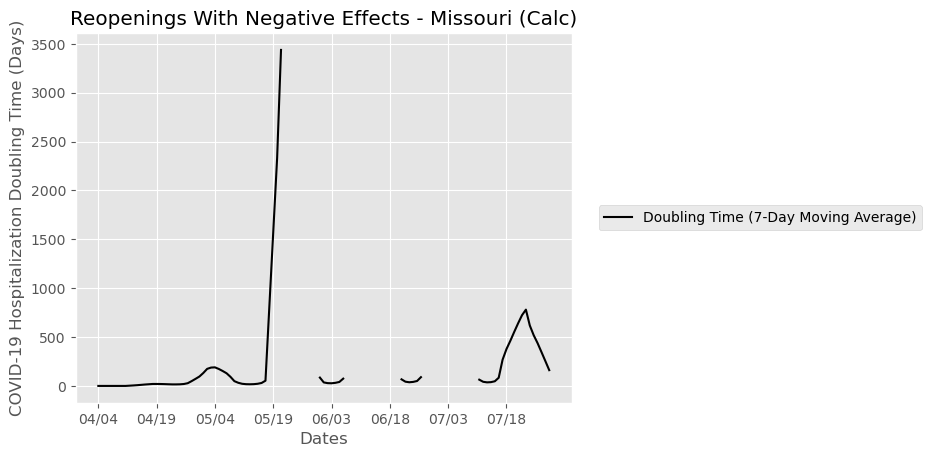 Reopenings With Negative Effects - Missouri (Calc)
COVID-19 Hospitalization Doubling Time (Days)
3500
3000
2500
2000
1500
1000
500
0
04/04 04/19 05/04 05/19 06/03 06/18 07/03 07/18
Dates
Doubling Time (7-Day Moving Average)